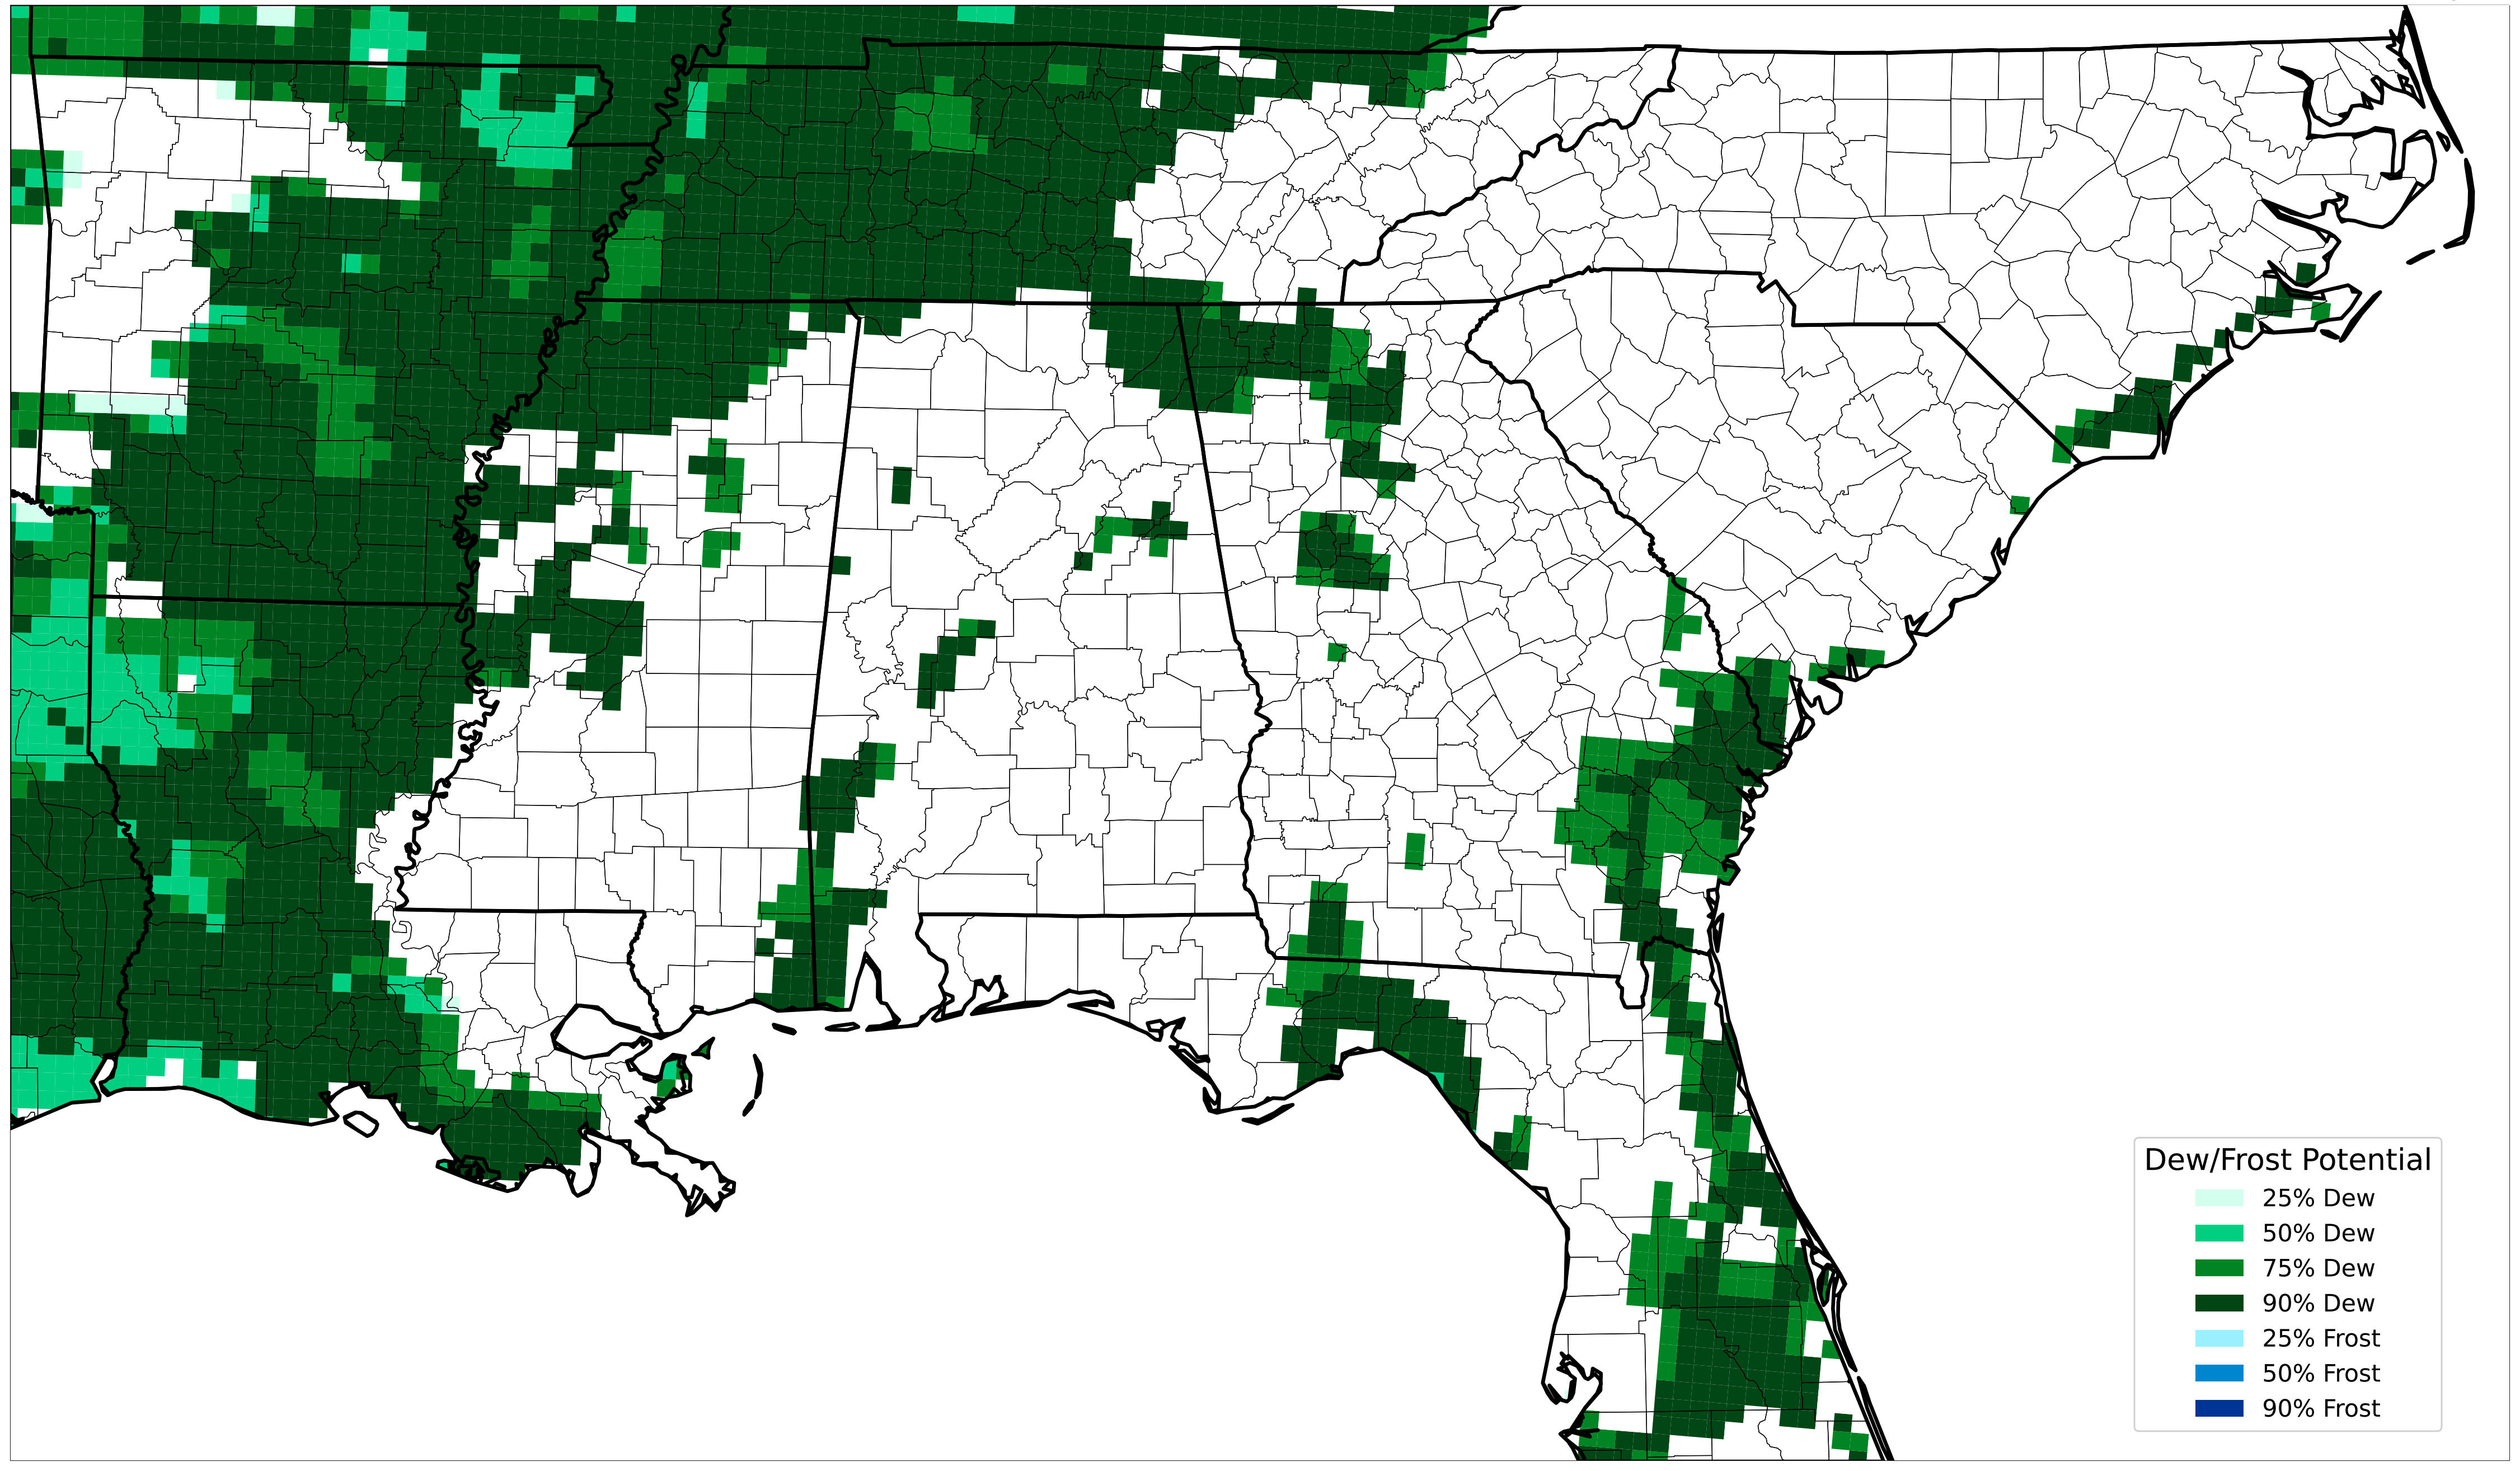 Dew/Frost Potential
25% Dew
50% Dew
75% Dew
90% Dew
25% Frost
50% Frost
90% Frost